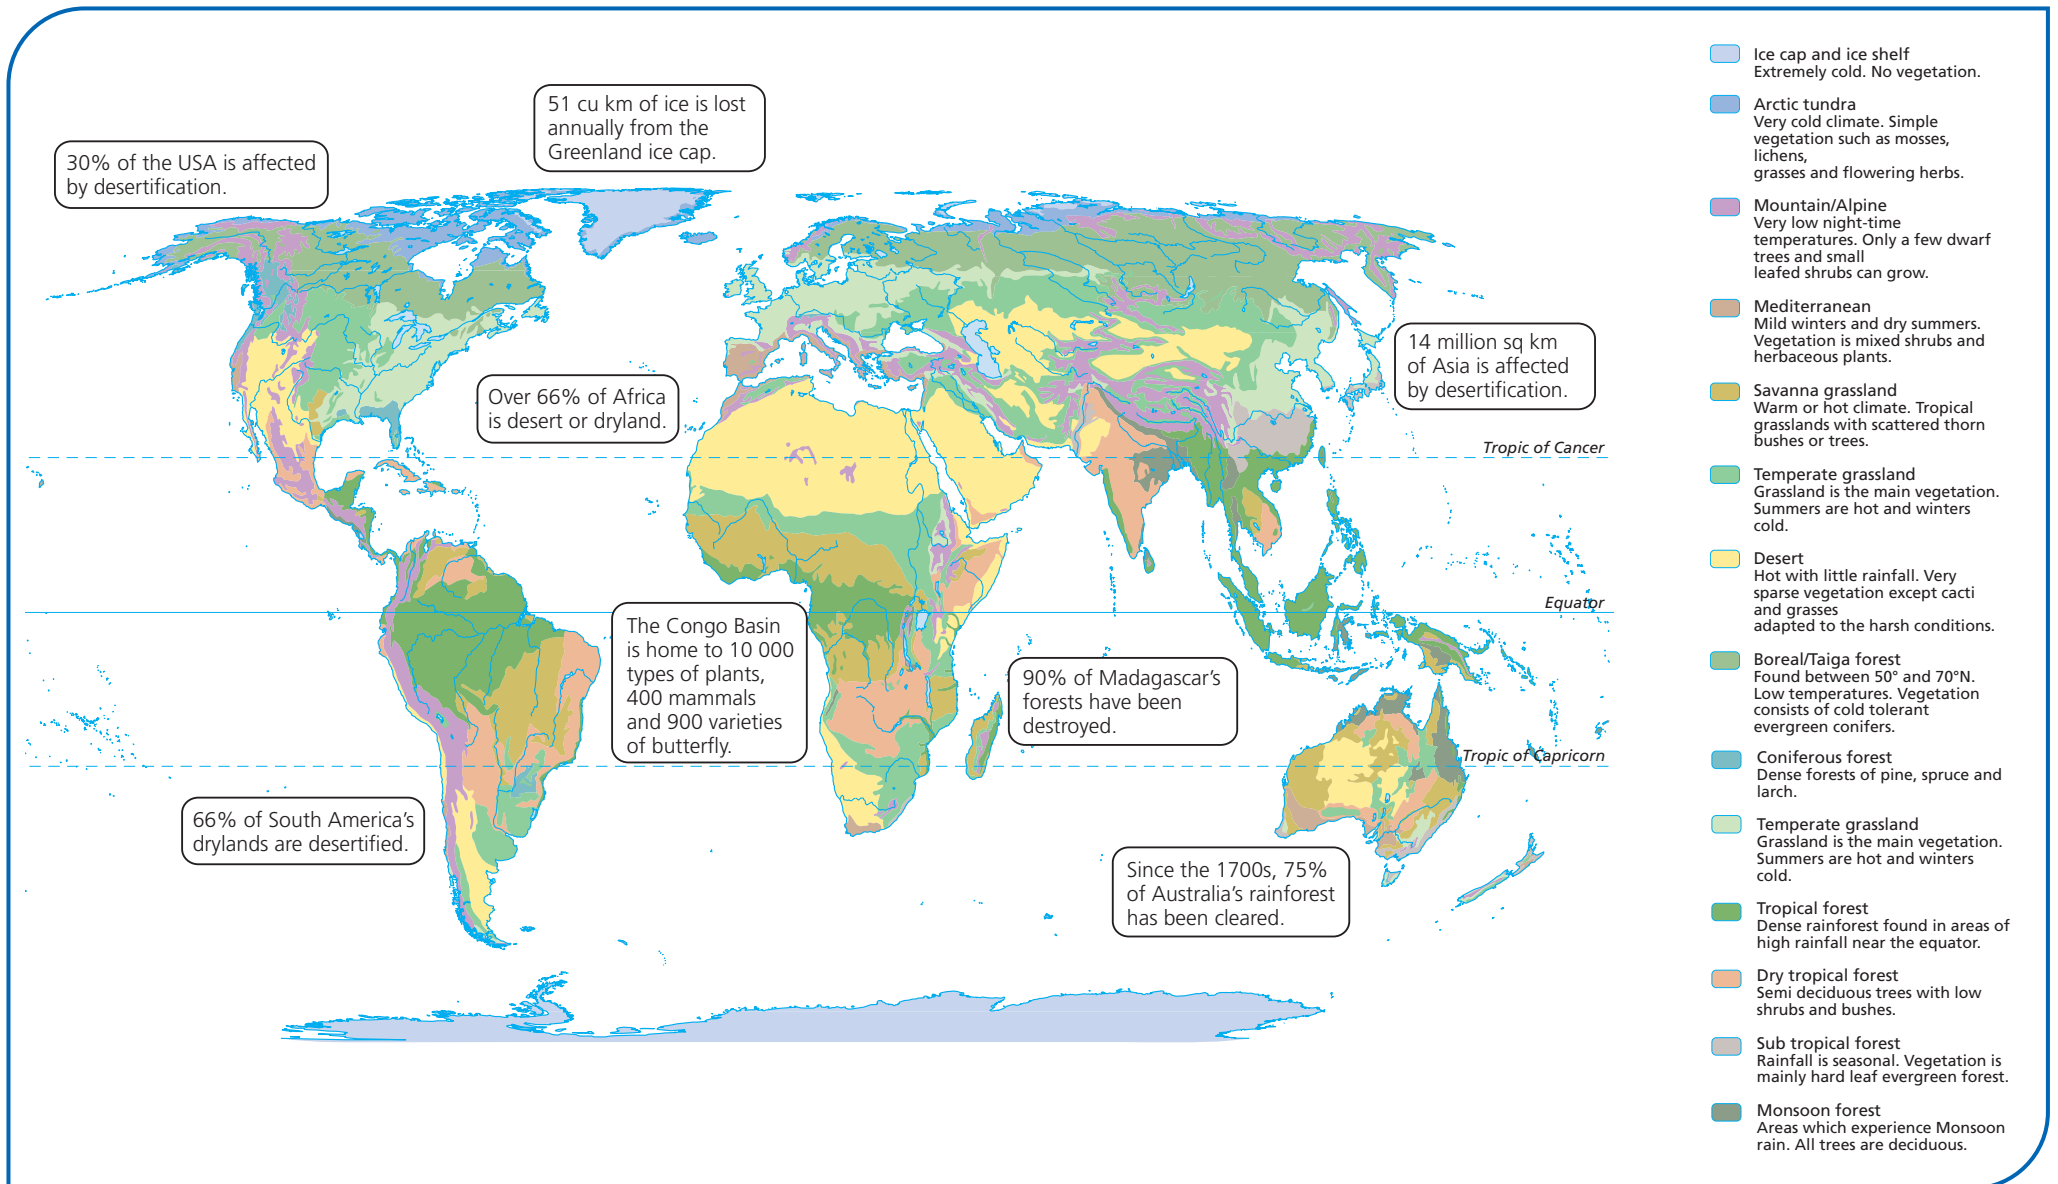 51 cu km of ice is lost
annually from the
Greenland ice cap.
30% of the USA is affected
by desertification.
14 million sq km
of Asia is affected
by desertification.
Over 66% of Africa
is desert or dryland.
Tropic of Cancer
Equator
The Congo Basin
is home to 10 000
types of plants,
400 mammals
and 900 varieties
of butterfly.
90% of Madagascar’s
forests have been
destroyed.
Tropic of Capricorn
66% of South America’s
drylands are desertified.
Since the 1700s, 75%
of Australia’s rainforest
has been cleared.
Ice cap and ice shelf
Extremely cold. No vegetation.
Arctic tundra
Very cold climate. Simple
vegetation such as mosses,
lichens,
grasses and flowering herbs.
Mountain/Alpine
Very low night-time
temperatures. Only a few dwarf
trees and small
leafed shrubs can grow.
Mediterranean
Mild winters and dry summers.
Vegetation is mixed shrubs and
herbaceous plants.
Savanna grassland
Warm or hot climate. Tropical
grasslands with scattered thorn
bushes or trees.
Temperate grassland
Grassland is the main vegetation.
Summers are hot and winters
cold.
Desert
Hot with little rainfall. Very
sparse vegetation except cacti
and grasses
adapted to the harsh conditions.
Boreal/Taiga forest
Found between 50° and 70°N.
Low temperatures. Vegetation
consists of cold tolerant
evergreen conifers.
Coniferous forest
Dense forests of pine, spruce and
larch.
Temperate grassland
Grassland is the main vegetation.
Summers are hot and winters
cold.
Tropical forest
Dense rainforest found in areas of
high rainfall near the equator.
Dry tropical forest
Semi deciduous trees with low
shrubs and bushes.
Sub tropical forest
Rainfall is seasonal. Vegetation is
mainly hard leaf evergreen forest.
Monsoon forest
Areas which experience Monsoon
rain. All trees are deciduous.